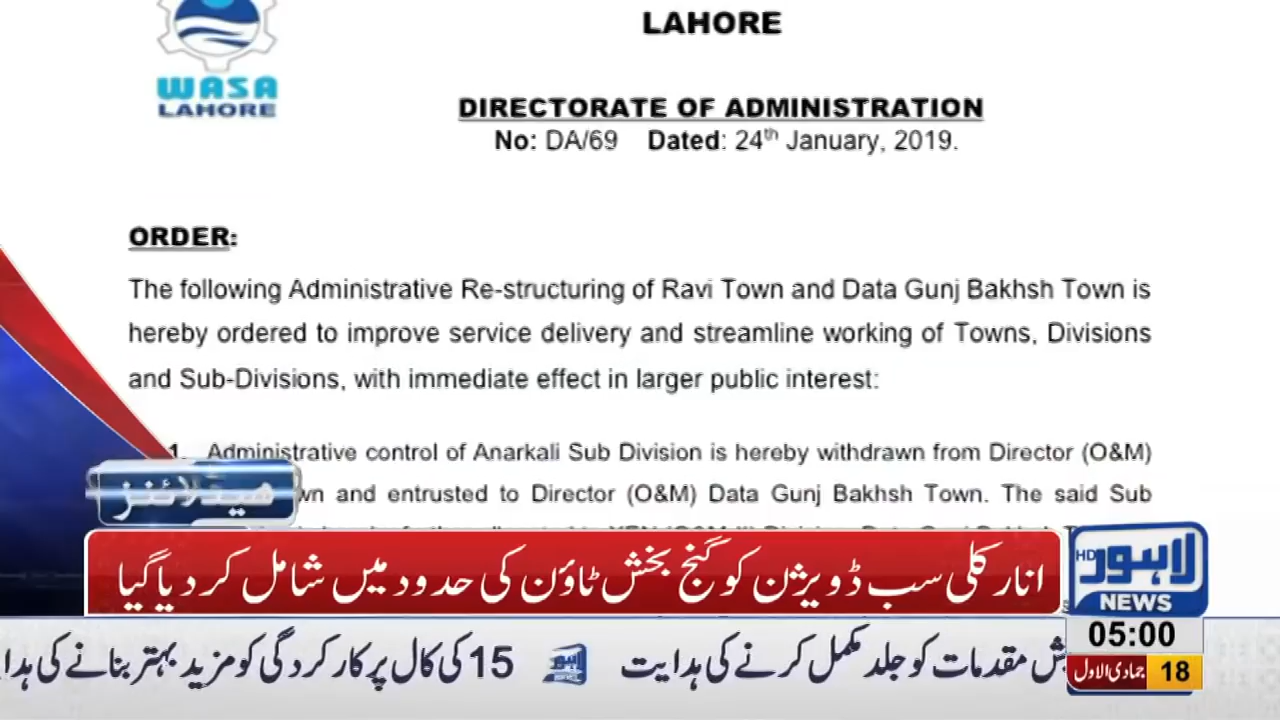 LAHORE
WASA
LAHORE
DIRECTORATE OF ADMINISTRATION
No: DA/69 Dated: 24th January, 2019.
ORDER:
The following Administrative Re-structuring of Ravi Town and Data Gunj Bakhsh Town is
hereby ordered to improve service delivery and streamline working of Towns, Divisions
and Sub-Divisions, with immediate effect in larger public interest:
1. Administrative control of Anarkali Sub Division is hereby withdrawn from Director (O&M)
and entrusted to Director (O&M) Data Gunj Bakhsh Town. The said Sub
ہیڈلائنز
انارکلی سب ڈویژن کو گنج بخش ٹاؤن کی حدود میں شامل کر دیا گیا
HD لاہور
NEWS
05:00
مقدمات کو جلد مکمل کرنے کی ہدایت لاہور 15 کی کال پر کارکردگی کو مزید بہتر بنانے کی
18 جمادی الاول